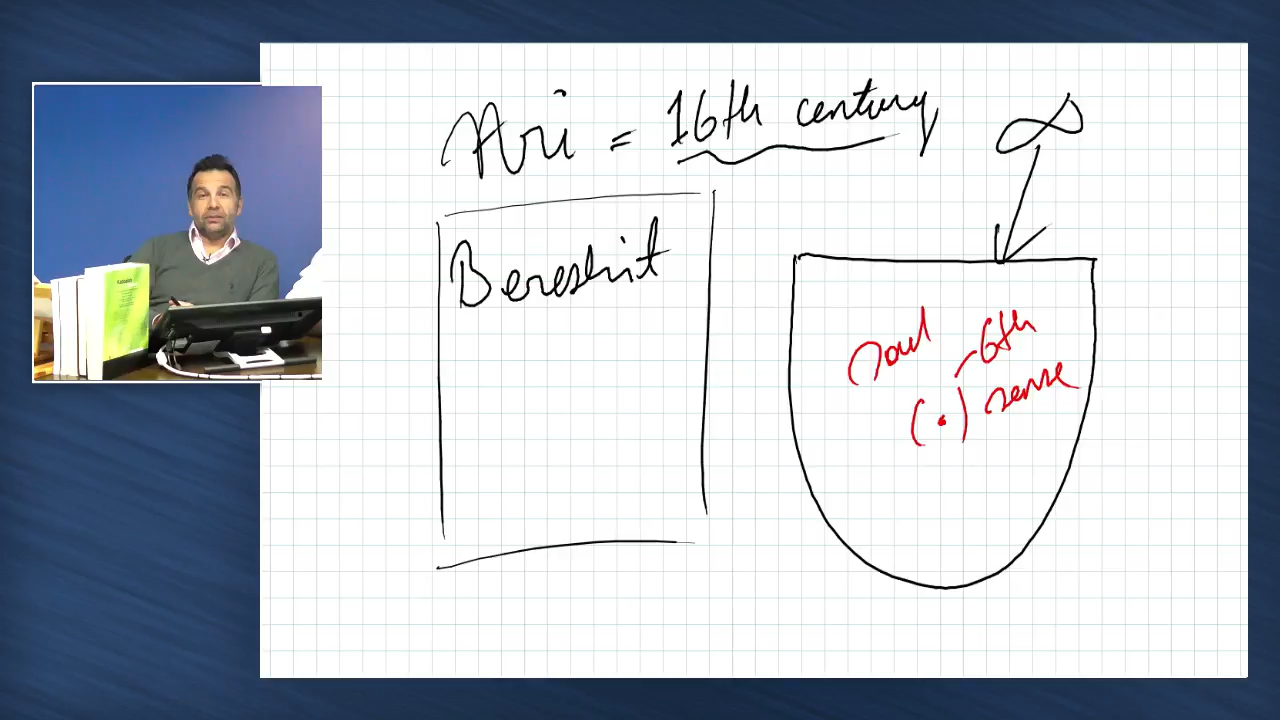 Ari = 16th century
∞
Bereshit
soul
6th
sense
(•)